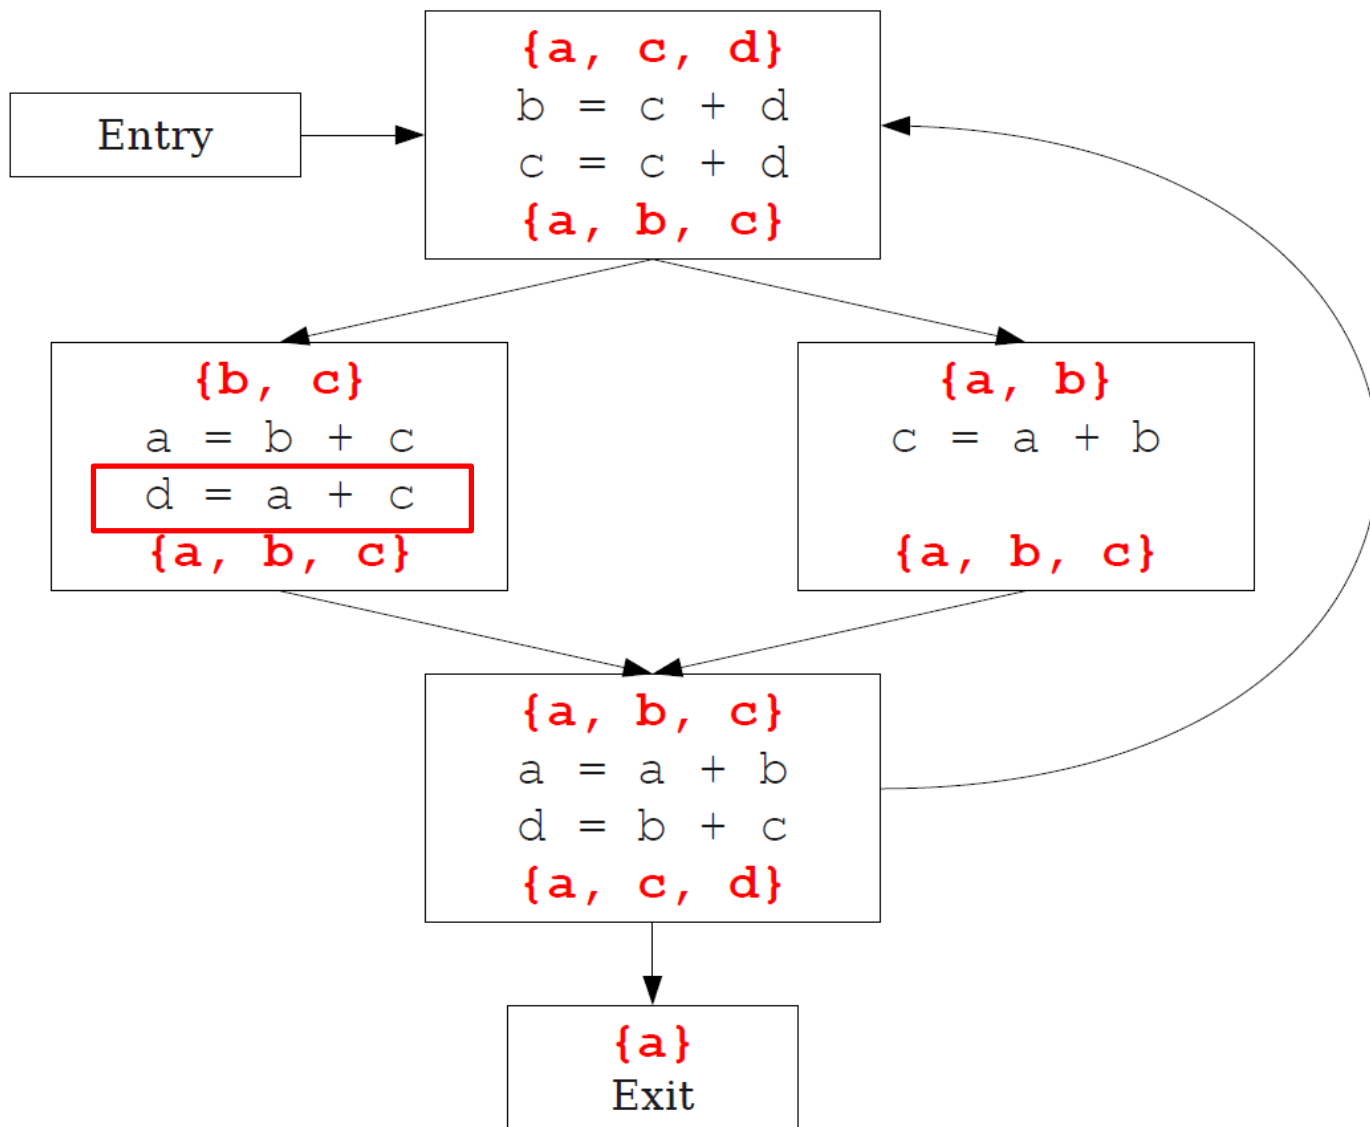 {a, c, d}
b = c + d
c = c + d
{a, b, c}
Entry
{b, c}
a = b + c
d = a + c
{a, b, c}
{a, b}
c = a + b
{a, b, c}
{a, b, c}
a = a + b
d = b + c
{a, c, d}
{a}
Exit